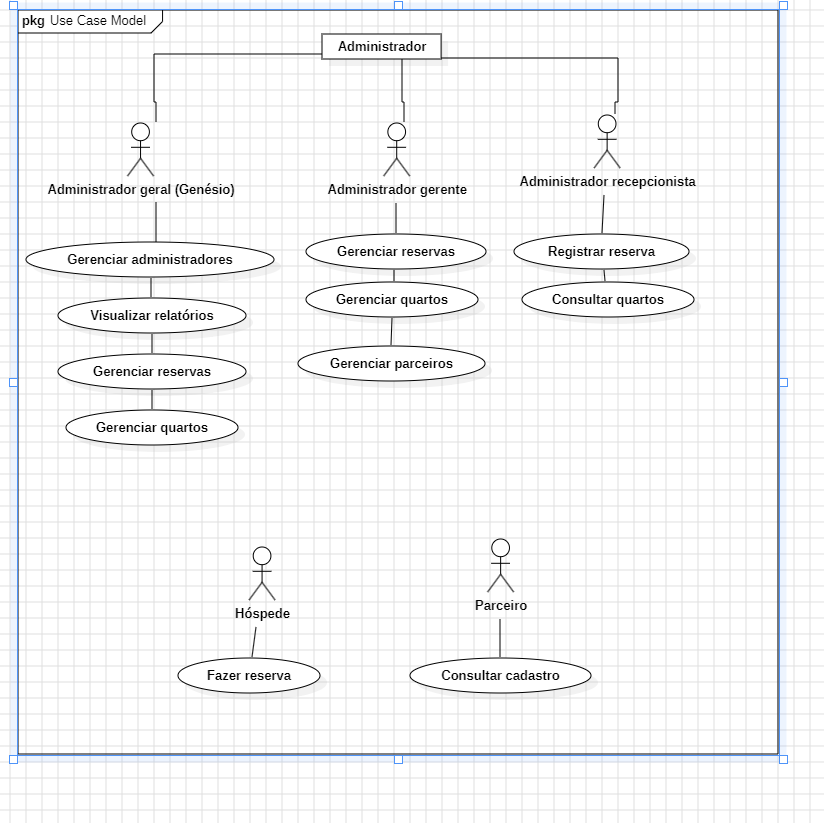 pkg Use Case Model
Administrador
Administrador geral (Genésio)
Administrador gerente
Administrador recepcionista
Gerenciar administradores
Gerenciar reservas
Registrar reserva
Visualizar relatórios
Gerenciar quartos
Consultar quartos
Gerenciar reservas
Gerenciar parceiros
Gerenciar quartos
Hóspede
Parceiro
Fazer reserva
Consultar cadastro